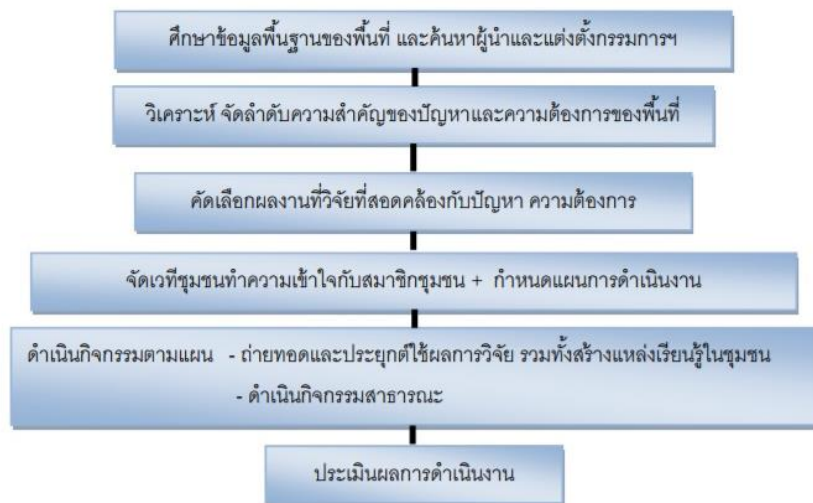 ศึกษาข้อมูลพื้นฐานของพื้นที่ และค้นหาผู้นำและแต่งตั้งกรรมการฯ
วิเคราะห์ จัดลำดับความสำคัญของปัญหาและความต้องการของพื้นที่
คัดเลือกผลงานที่วิจัยที่สอดคล้องกับปัญหา ความต้องการ
จัดเวทีชุมชนทำความเข้าใจกับสมาชิกชุมชน + กำหนดแผนการดำเนินงาน
ดำเนินกิจกรรมตามแผน - ถ่ายทอดและประยุกต์ใช้ผลการวิจัย รวมทั้งสร้างแหล่งเรียนรู้ในชุมชน
- ดำเนินกิจกรรมสาธารณะ
ประเมินผลการดำเนินงาน